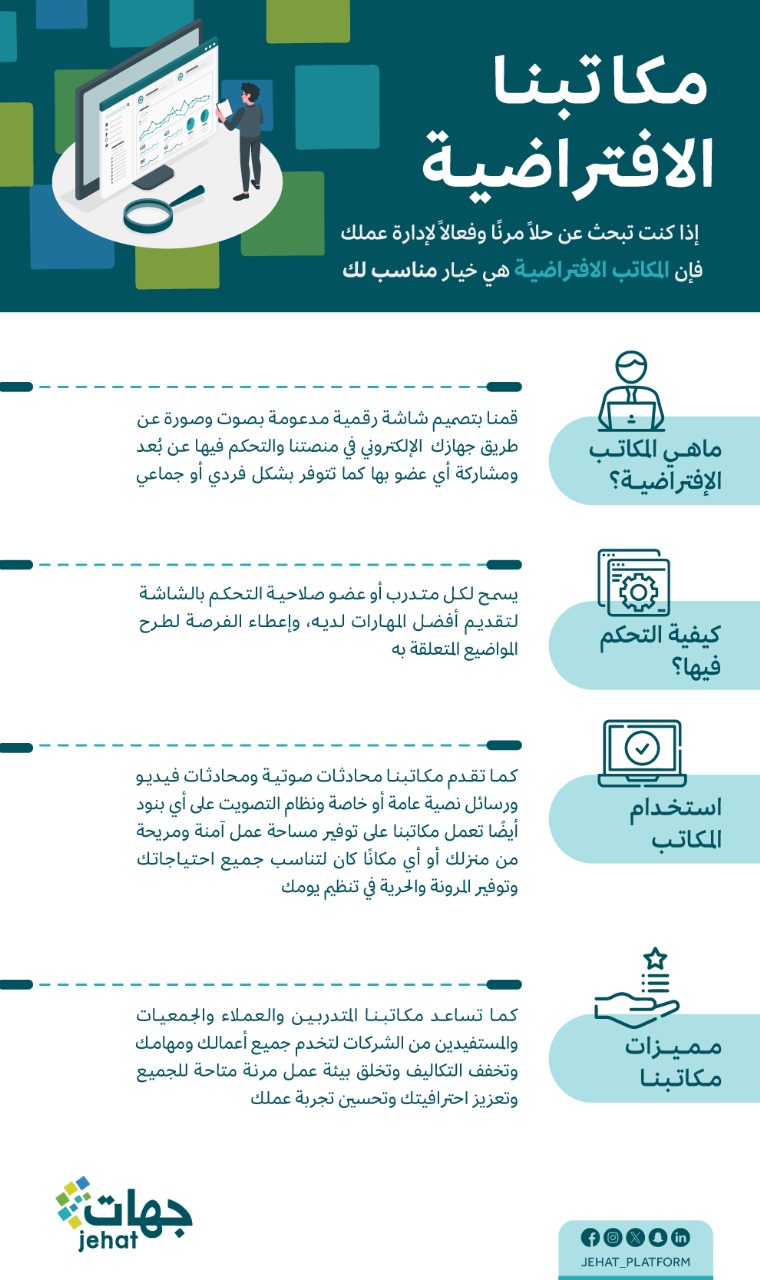 مكاتبنا
الافتراضية
إذا كنت تبحث عن حلاً مرنًا وفعالاً لإدارة عملك
فإن المكاتب الافتراضية هي خيار مناسب لك
ماهي المكاتب
الإفتراضية؟
قمنا بتصميم شاشة رقمية مدعومة بصوت وصورة عن
طريق جهازك الإلكتروني في منصتنا والتحكم فيها عن بُعد
ومشاركة أي عضو بها كما تتوفر بشكل فردي أو جماعي
كيفية التحكم
فيها؟
يسمح لكل متدرب أو عضو صلاحية التحكم بالشاشة
لتقديم أفضل المهارات لديه، وإعطاء الفرصة لطرح
المواضيع المتعلقة به
استخدام
المكاتب
كما تقدم مكاتبنا محادثات صوتية ومحادثات فيديو
ورسائل نصية عامة أو خاصة ونظام التصويت على أي بنود
أيضًا تعمل مكاتبنا على توفير مساحة عمل آمنة ومريحة
من منزلك أو أي مكانًا كان لتناسب جميع احتياجاتك
وتوفير المرونة والحرية في تنظيم يومك
مميزات
مكاتبنا
كما تساعد مكاتبنا المتدربين والعملاء والجمعيات
والمستفيدين من الشركات لتخدم جميع أعمالك ومهامك
وتخفف التكاليف وتخلق بيئة عمل مرنة متاحة للجميع
وتعزيز احترافيتك وتحسين تجربة عملك
جهات
jehat
JEHAT_PLATFORM